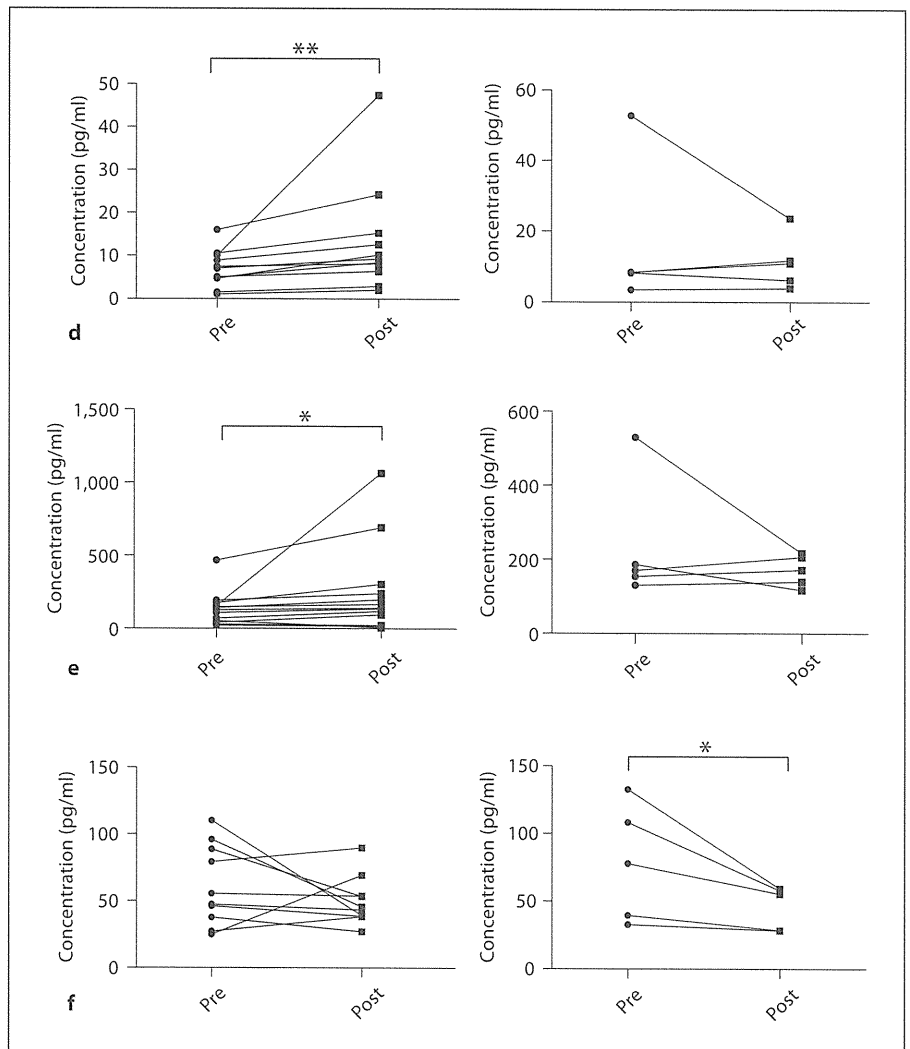 **
Concentration (pg/ml)
50
40
30
20
10
0
Pre
Post
d
Concentration (pg/ml)
60
40
20
0
Pre
Post
*
Concentration (pg/ml)
1,500
1,000
500
0
Pre
Post
e
Concentration (pg/ml)
600
400
200
0
Pre
Post
Concentration (pg/ml)
150
100
50
0
Pre
Post
f
*
Concentration (pg/ml)
150
100
50
0
Pre
Post